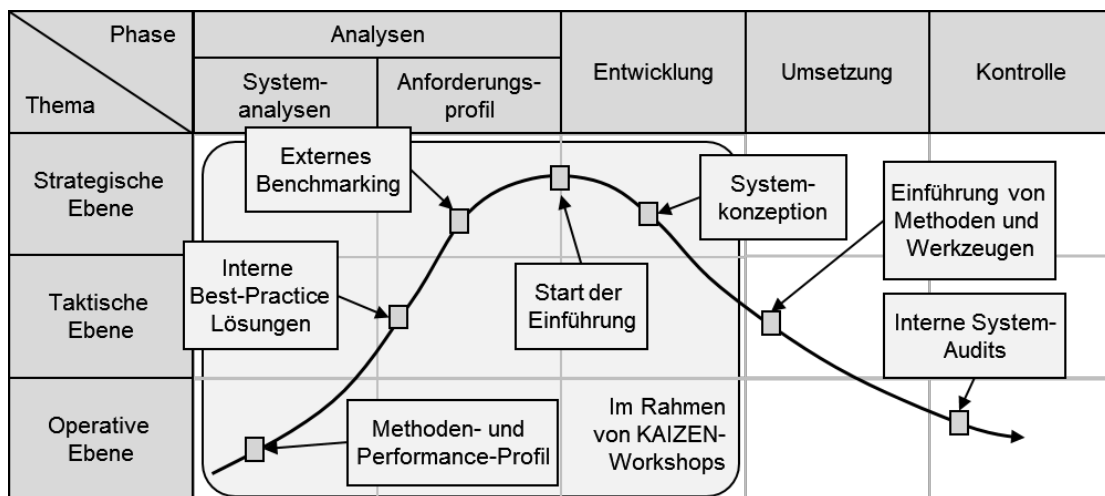 Phase
Thema
Analysen
System-
analysen
Anforderungs-
profil
Entwicklung
Umsetzung
Kontrolle
Strategische
Ebene
Externes
Benchmarking
System-
konzeption
Einführung von
Methoden und
Werkzeugen
Taktische
Ebene
Interne
Best-Practice
Lösungen
Start der
Einführung
Interne System-
Audits
Operative
Ebene
Methoden- und
Performance-Profil
Im Rahmen
von KAIZEN-
Workshops